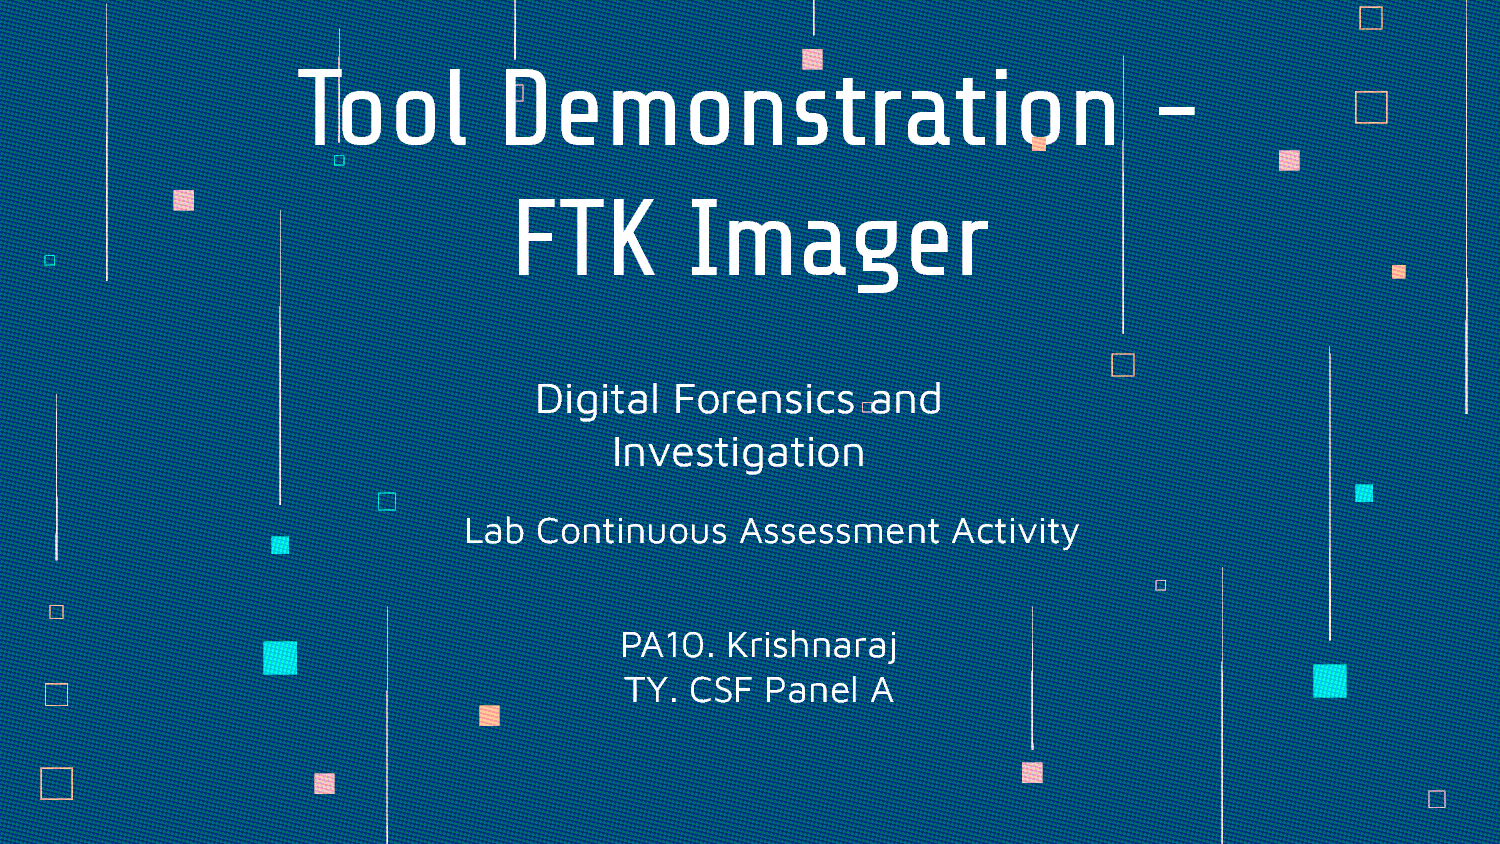 Tool Demonstration –
FTK Imager
Digital Forensics and
Investigation
Lab Continuous Assessment Activity
PA10. Krishnaraj
TY. CSF Panel A